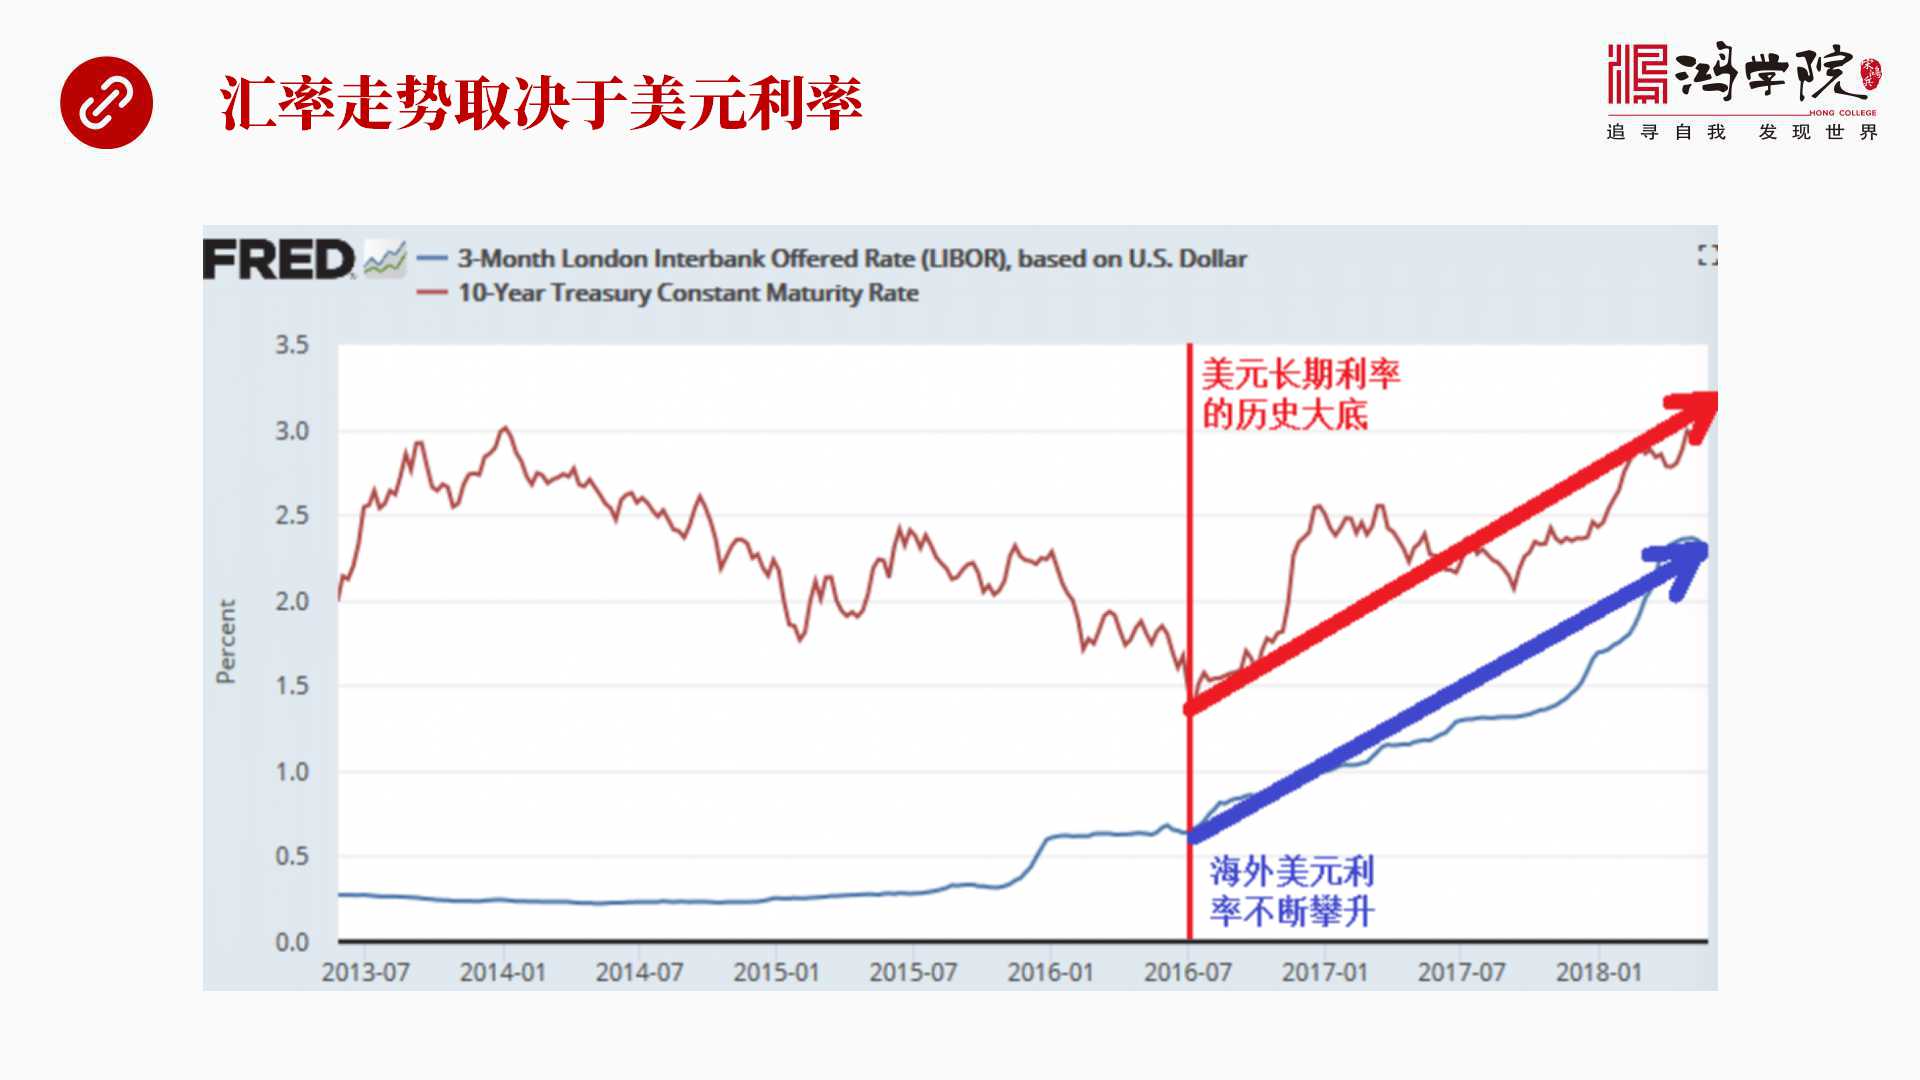 汇率走势取决于美元利率
鸿学院
HONG COLLEGE
追寻自我 发现世界
FRED
3-Month London Interbank Offered Rate (LIBOR), based on U.S. Dollar
10-Year Treasury Constant Maturity Rate
Percent
3.5
3.0
2.5
2.0
1.5
1.0
0.5
0.0
美元长期利率
的历史大底
海外美元利
率不断攀升
2013-07
2014-01
2014-07
2015-01
2015-07
2016-01
2016-07
2017-01
2017-07
2018-01